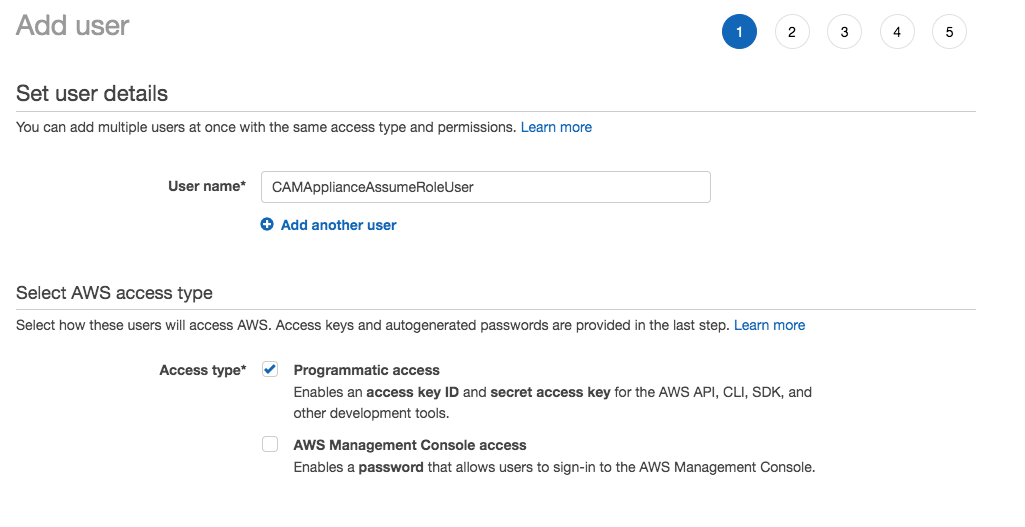 Add user
1 2 3 4 5
Set user details
You can add multiple users at once with the same access type and permissions. Learn more
User name* CAMApplianceAssumeRoleUser
Add another user
Select AWS access type
Select how these users will access AWS. Access keys and autogenerated passwords are provided in the last step. Learn more
Access type* Programmatic access
Enables an access key ID and secret access key for the AWS API, CLI, SDK, and
other development tools.
AWS Management Console access
Enables a password that allows users to sign-in to the AWS Management Console.